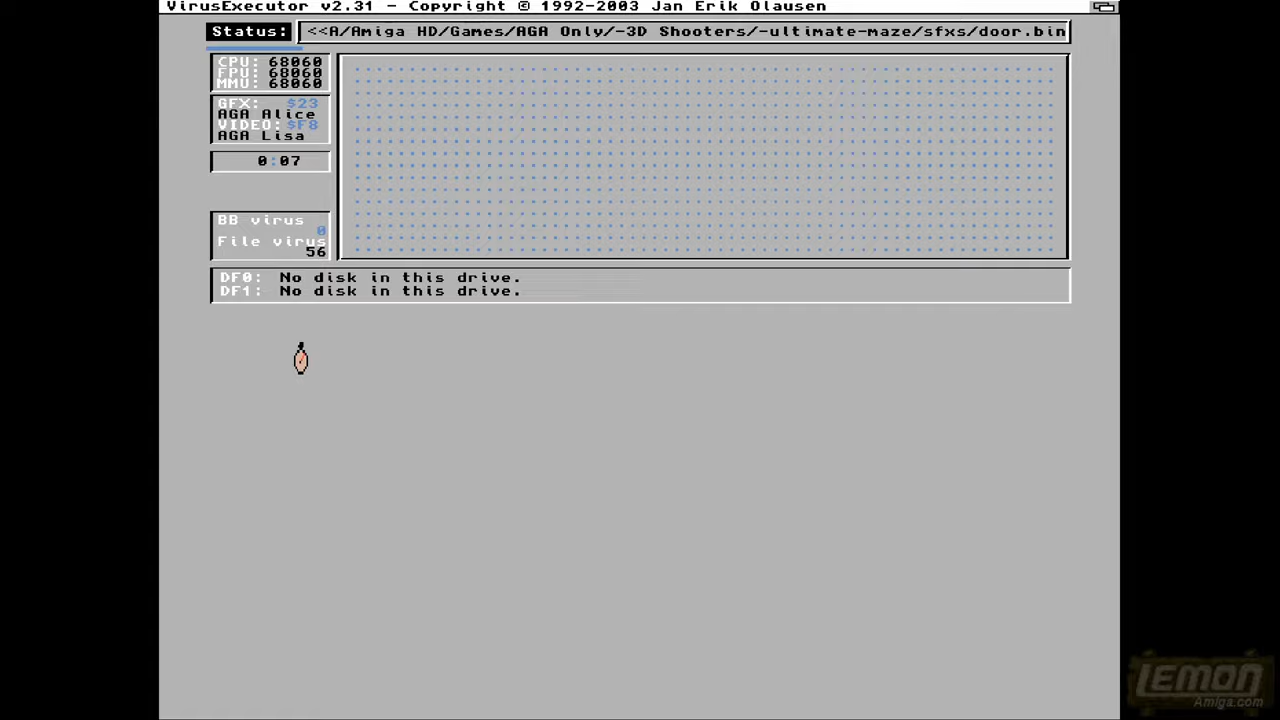 VirusExecutor v2.31 - Copyright © 1992-2003 Jan Erik Olausen
Status: <<A/Amiga HD/Games/AGA Only/-3D Shooters/-ultimate-maze/sfxs/door.bin
CPU: 68060
FPU: 68060
MMU: 68060
GFX: $23
AGA Alice
VIDEO: $F8
AGA Lisa
0:07
BB virus
0
File virus
56
DF0: No disk in this drive.
DF1: No disk in this drive.
LEMON
Amiga.com